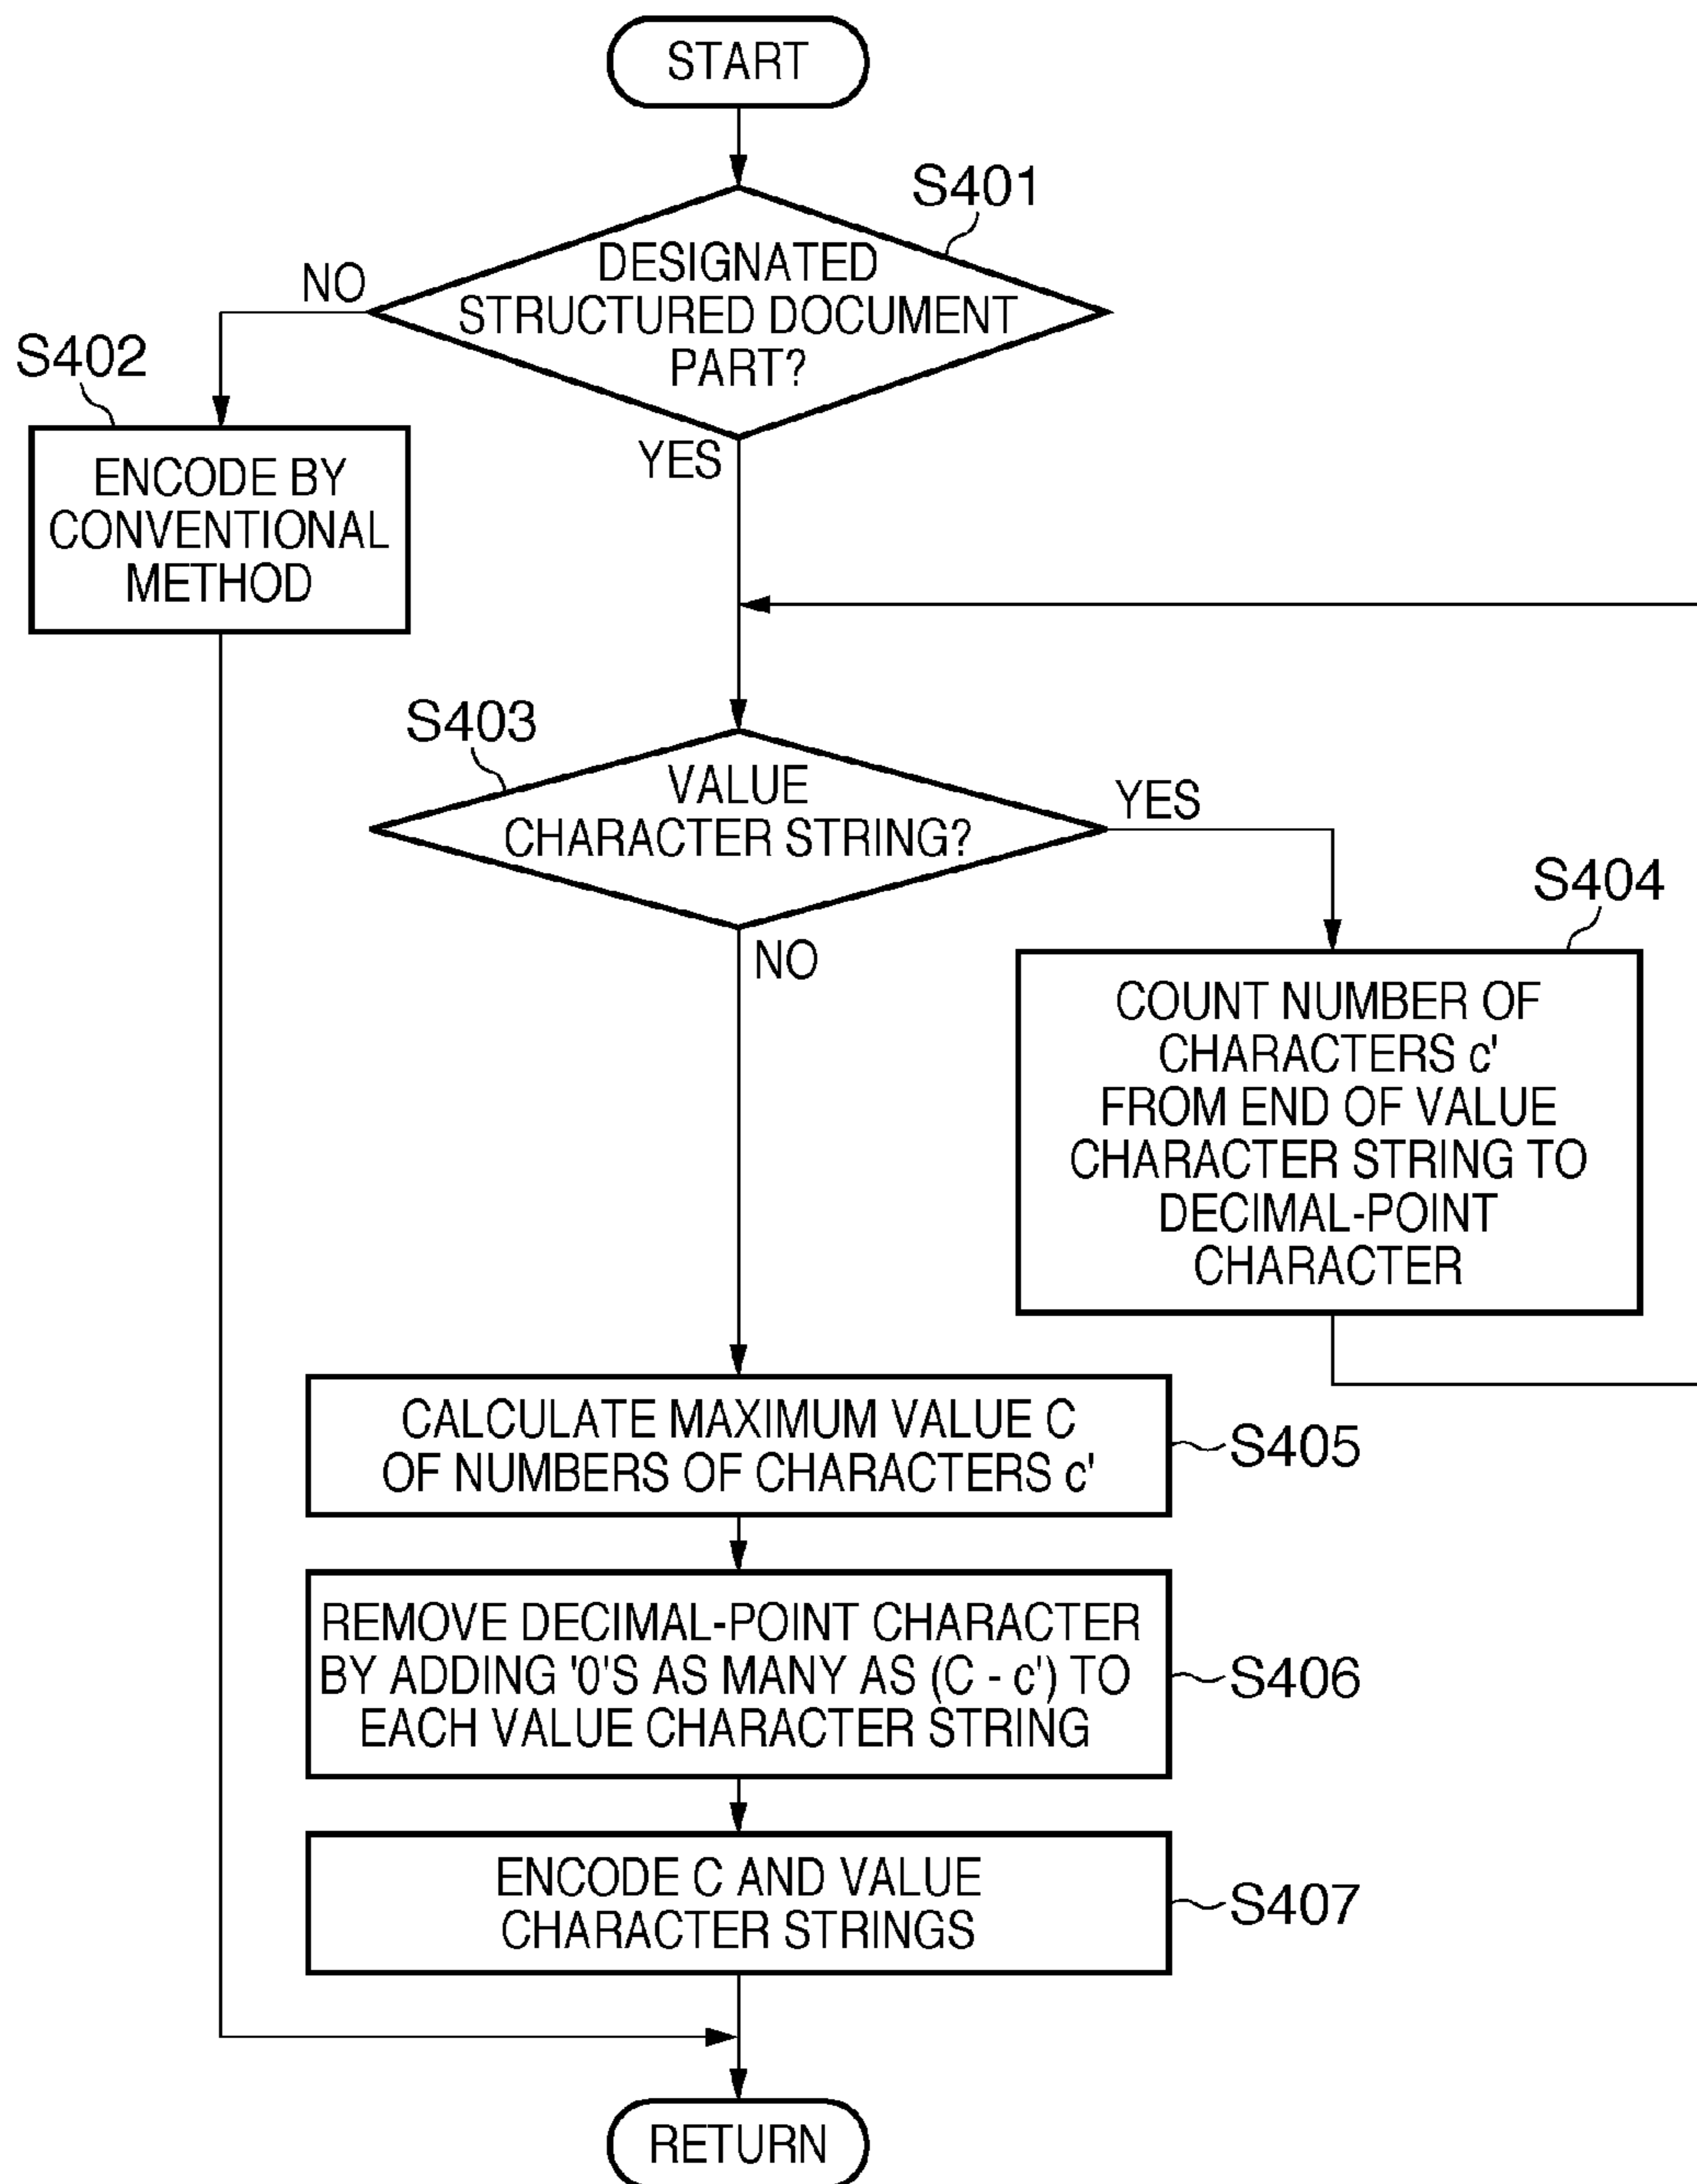 START
S401
DESIGNATED
STRUCTURED DOCUMENT
PART?
NO
YES
S402
ENCODE BY
CONVENTIONAL
METHOD
S403
VALUE
CHARACTER STRING?
YES
NO
S404
COUNT NUMBER OF
CHARACTERS c'
FROM END OF VALUE
CHARACTER STRING TO
DECIMAL-POINT
CHARACTER
CALCULATE MAXIMUM VALUE C
OF NUMBERS OF CHARACTERS c'
S405
REMOVE DECIMAL-POINT CHARACTER
BY ADDING '0'S AS MANY AS (C - c') TO
EACH VALUE CHARACTER STRING
S406
ENCODE C AND VALUE
CHARACTER STRINGS
S407
RETURN